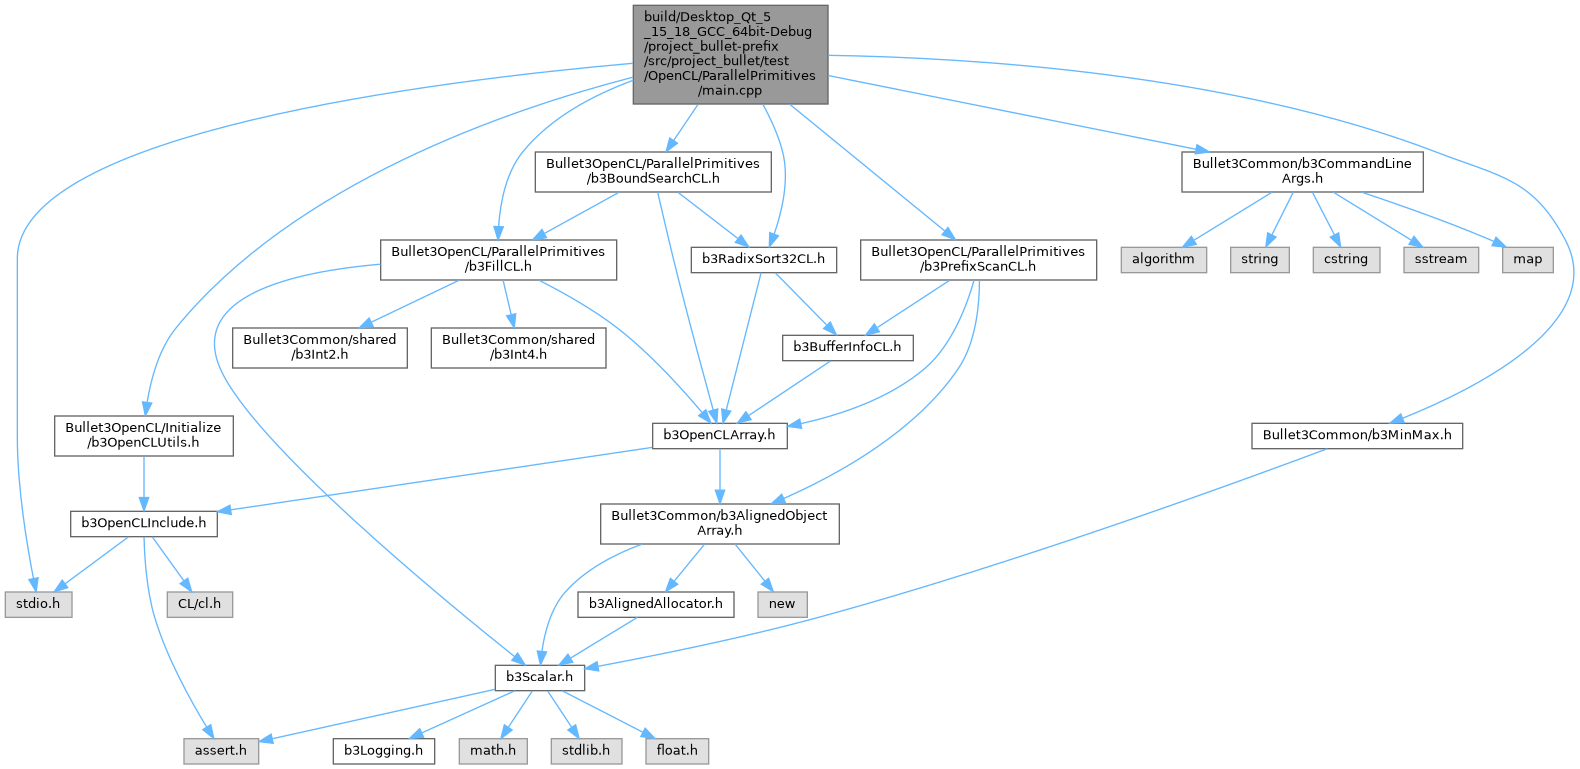 build/Desktop_Qt_5
_15_18_GCC_64bit-Debug
/project_bullet-prefix
/src/project_bullet/test
/OpenCL/ParallelPrimitives
/main.cpp
Bullet3OpenCL/ParallelPrimitives
/b3BoundSearchCL.h
Bullet3Common/b3CommandLine
Args.h
Bullet3OpenCL/ParallelPrimitives
/b3FillCL.h
b3RadixSort32CL.h
Bullet3OpenCL/ParallelPrimitives
/b3PrefixScanCL.h
algorithm
string
cstring
sstream
map
Bullet3Common/shared
/b3Int2.h
Bullet3Common/shared
/b3Int4.h
b3BufferInfoCL.h
Bullet3OpenCL/Initialize
/b3OpenCLUtils.h
b3OpenCLArray.h
Bullet3Common/b3MinMax.h
b3OpenCLInclude.h
Bullet3Common/b3AlignedObject
Array.h
stdio.h
CL/cl.h
b3AlignedAllocator.h
new
b3Scalar.h
assert.h
b3Logging.h
math.h
stdlib.h
float.h